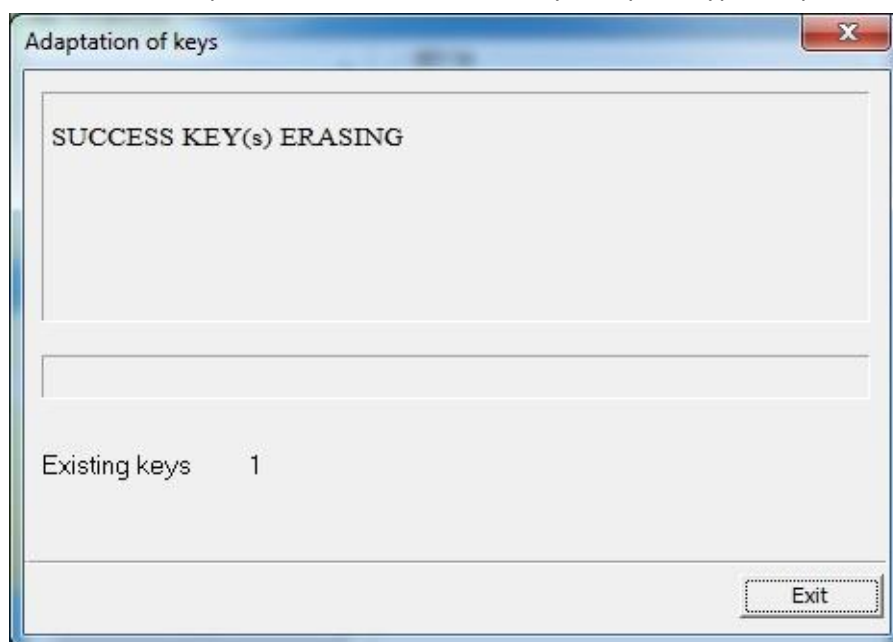 Adaptation of keys
SUCCESS KEY(s) ERASING
Existing keys 1
Exit